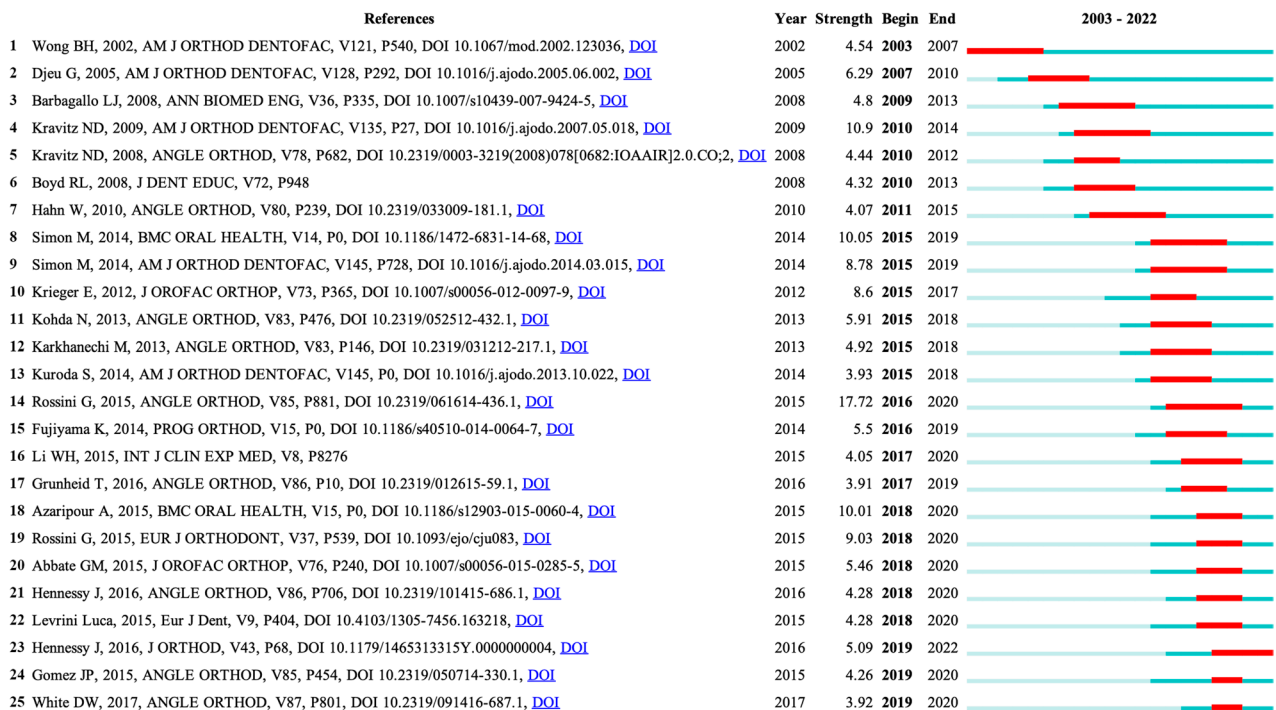 References Year Strength Begin End 2003 - 2022
1 Wong BH, 2002, AM J ORTHOD DENTOFAC, V121, P540, DOI 10.1067/mod.2002.123036, DOI 2002 4.54 2003 2007
2 Djeu G, 2005, AM J ORTHOD DENTOFAC, V128, P292, DOI 10.1016/j.ajodo.2005.06.002, DOI 2005 6.29 2007 2010
3 Barbagallo LJ, 2008, ANN BIOMED ENG, V36, P335, DOI 10.1007/s10439-007-9424-5, DOI 2008 4.8 2009 2013
4 Kravitz ND, 2009, AM J ORTHOD DENTOFAC, V135, P27, DOI 10.1016/j.ajodo.2007.05.018, DOI 2009 10.9 2010 2014
5 Kravitz ND, 2008, ANGLE ORTHOD, V78, P682, DOI 10.2319/0003-3219(2008)078[0682:IOAAIR]2.0.CO;2, DOI 2008 4.44 2010 2012
6 Boyd RL, 2008, J DENT EDUC, V72, P948 2008 4.32 2010 2013
7 Hahn W, 2010, ANGLE ORTHOD, V80, P239, DOI 10.2319/033009-181.1, DOI 2010 4.07 2011 2015
8 Simon M, 2014, BMC ORAL HEALTH, V14, P0, DOI 10.1186/1472-6831-14-68, DOI 2014 10.05 2015 2019
9 Simon M, 2014, AM J ORTHOD DENTOFAC, V145, P728, DOI 10.1016/j.ajodo.2014.03.015, DOI 2014 8.78 2015 2019
10 Krieger E, 2012, J OROFAC ORTHOP, V73, P365, DOI 10.1007/s00056-012-0097-9, DOI 2012 8.6 2015 2017
11 Kohda N, 2013, ANGLE ORTHOD, V83, P476, DOI 10.2319/052512-432.1, DOI 2013 5.91 2015 2018
12 Karkhanechi M, 2013, ANGLE ORTHOD, V83, P146, DOI 10.2319/031212-217.1, DOI 2013 4.92 2015 2018
13 Kuroda S, 2014, AM J ORTHOD DENTOFAC, V145, P0, DOI 10.1016/j.ajodo.2013.10.022, DOI 2014 3.93 2015 2018
14 Rossini G, 2015, ANGLE ORTHOD, V85, P881, DOI 10.2319/061614-436.1, DOI 2015 17.72 2016 2020
15 Fujiyama K, 2014, PROG ORTHOD, V15, P0, DOI 10.1186/s40510-014-0064-7, DOI 2014 5.5 2016 2019
16 Li WH, 2015, INT J CLIN EXP MED, V8, P8276 2015 4.05 2017 2020
17 Grunheid T, 2016, ANGLE ORTHOD, V86, P10, DOI 10.2319/012615-59.1, DOI 2016 3.91 2017 2019
18 Azaripour A, 2015, BMC ORAL HEALTH, V15, P0, DOI 10.1186/s12903-015-0060-4, DOI 2015 10.01 2018 2020
19 Rossini G, 2015, EUR J ORTHODONT, V37, P539, DOI 10.1093/ejo/cju083, DOI 2015 9.03 2018 2020
20 Abbate GM, 2015, J OROFAC ORTHOP, V76, P240, DOI 10.1007/s00056-015-0285-5, DOI 2015 5.46 2018 2020
21 Hennessy J, 2016, ANGLE ORTHOD, V86, P706, DOI 10.2319/101415-686.1, DOI 2016 4.28 2018 2020
22 Levrini Luca, 2015, Eur J Dent, V9, P404, DOI 10.4103/1305-7456.163218, DOI 2015 4.28 2018 2020
23 Hennessy J, 2016, J ORTHOD, V43, P68, DOI 10.1179/1465313315Y.0000000004, DOI 2016 5.09 2019 2022
24 Gomez JP, 2015, ANGLE ORTHOD, V85, P454, DOI 10.2319/050714-330.1, DOI 2015 4.26 2019 2020
25 White DW, 2017, ANGLE ORTHOD, V87, P801, DOI 10.2319/091416-687.1, DOI 2017 3.92 2019 2020